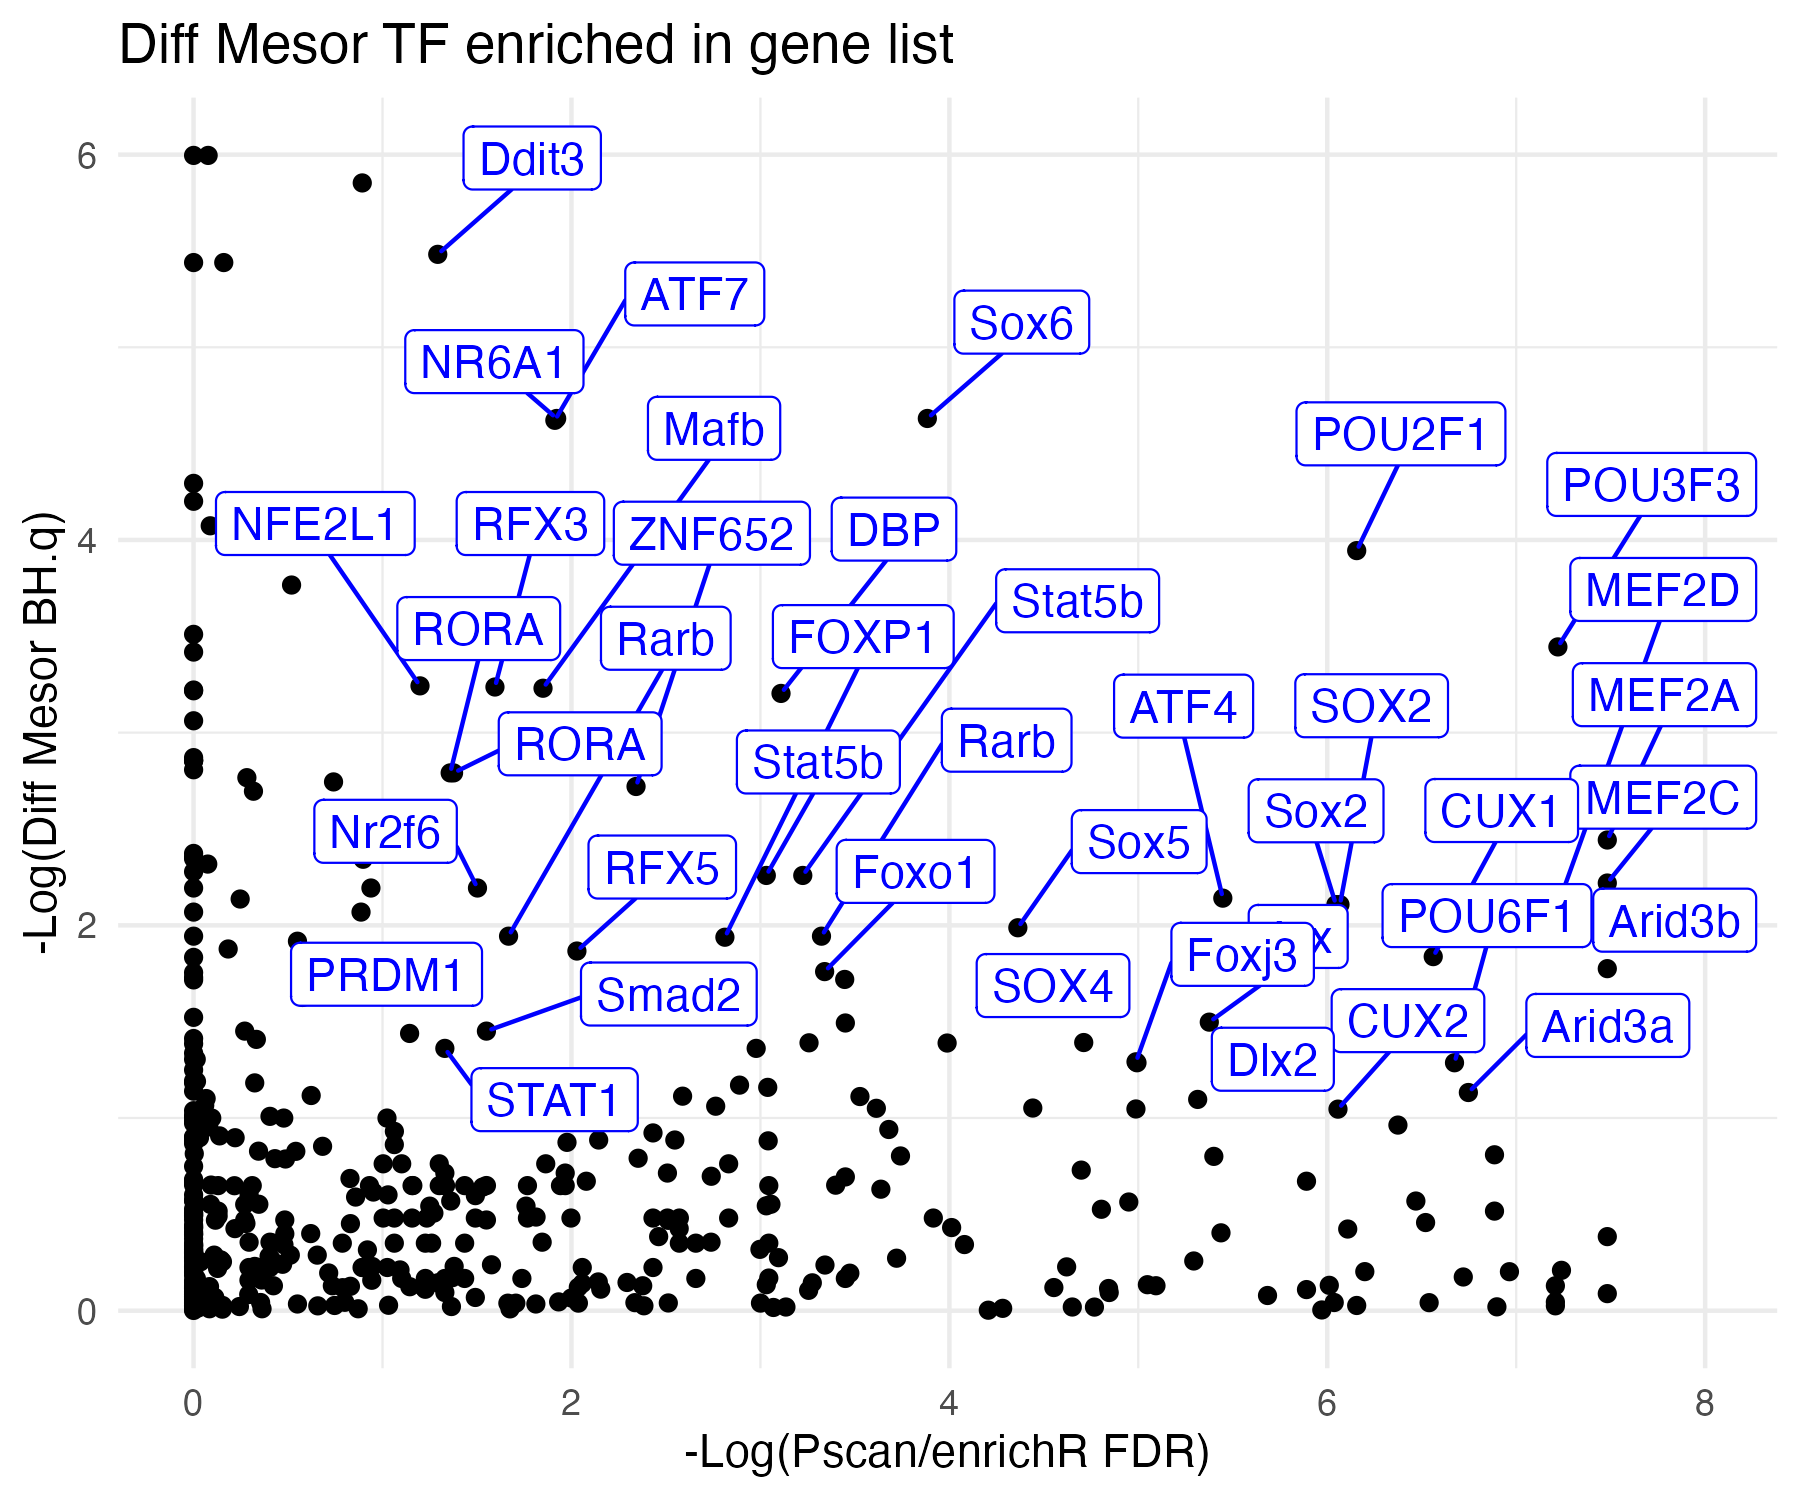 Diff Mesor TF enriched in gene list
6
Ddit3
ATF7
Sox6
NR6A1
Mafb
POU2F1
POU3F3
4
NFE2L1
RFX3
ZNF652
DBP
MEF2D
Stat5b
RORA
Rarb
FOXP1
MEF2A
ATF4
SOX2
RORA
Rarb
Stat5b
MEF2C
Sox2
CUX1
Nr2f6
Sox5
RFX5
Foxo1
2
POU6F1
Arid3b
Foxj3
PRDM1
Smad2
SOX4
CUX2
Arid3a
Dlx2
STAT1
0
0
2
4
6
8
-Log(Diff Mesor BH.q)
-Log(Pscan/enrichR FDR)